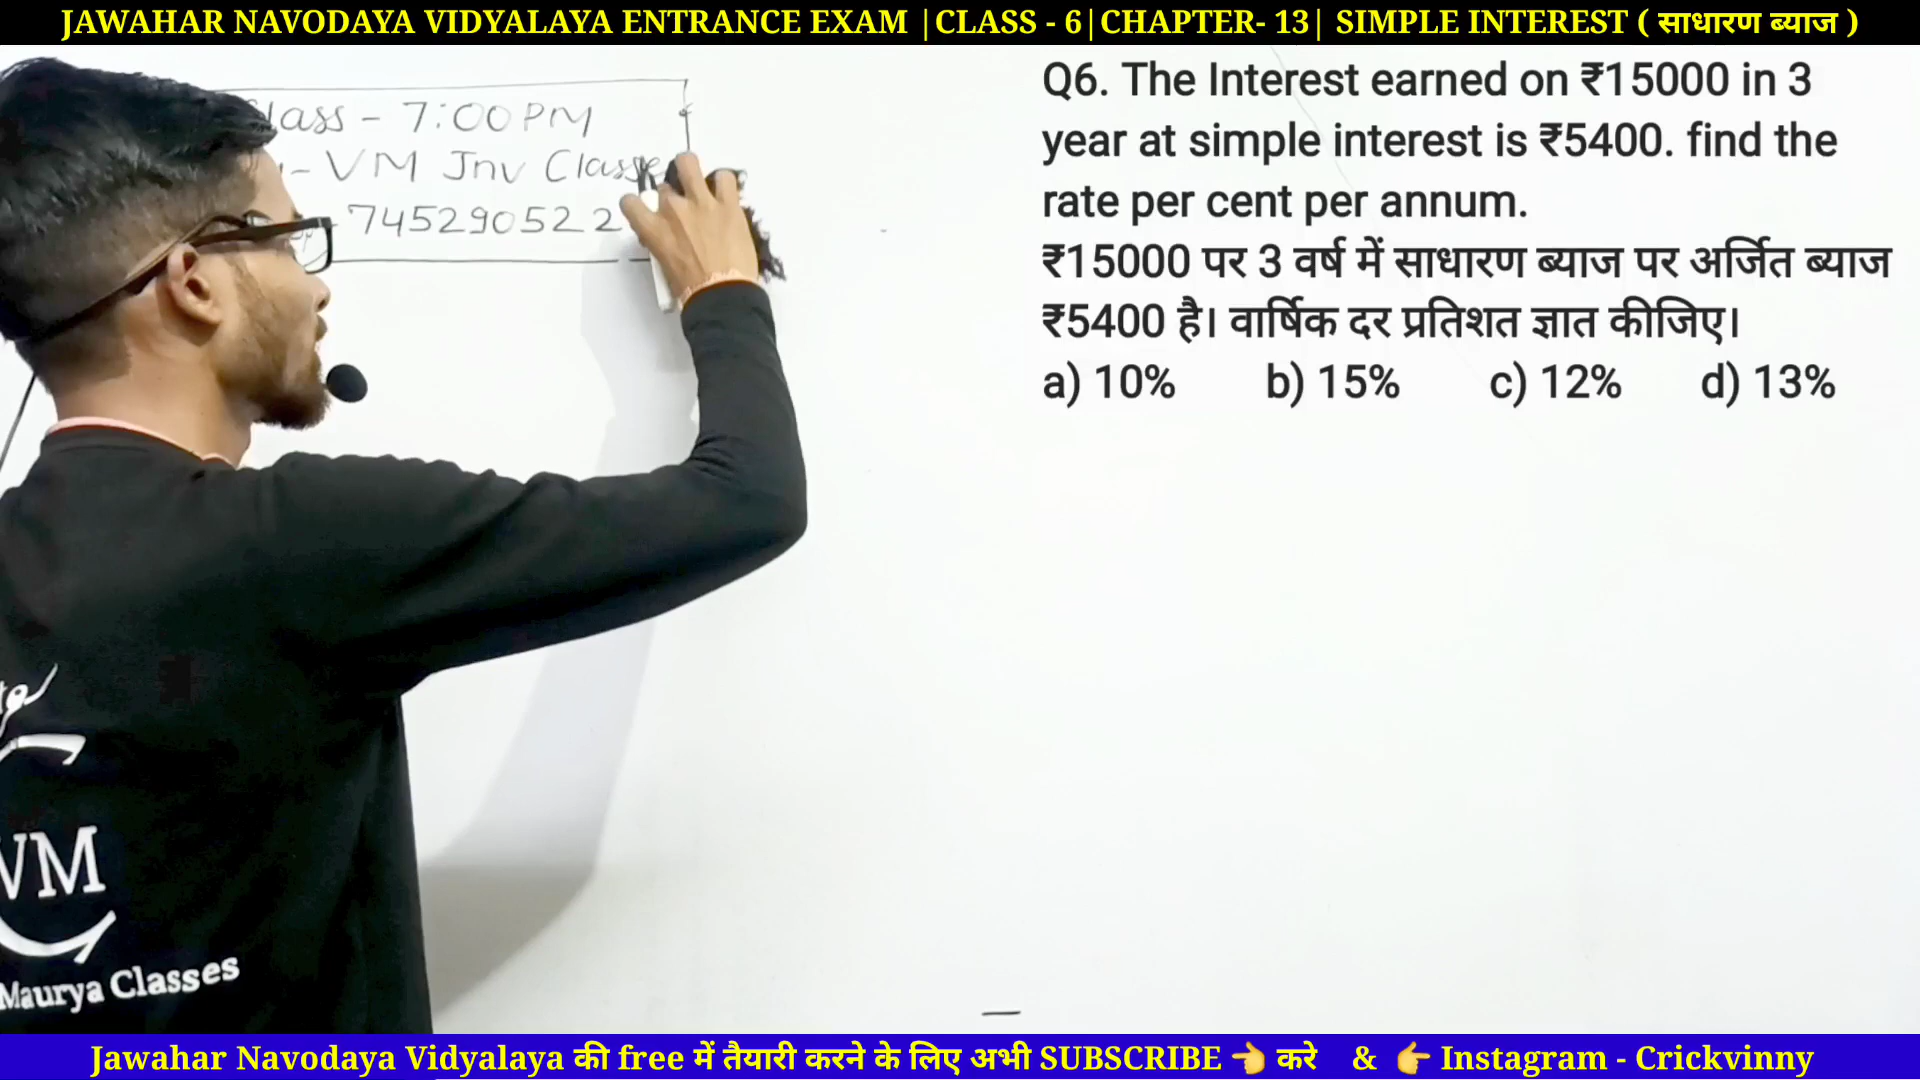 JAWAHAR NAVODAYA VIDYALAYA ENTRANCE EXAM |CLASS - 6|CHAPTER- 13| SIMPLE INTEREST ( साधारण ब्याज )
Class - 7:00 PM
- VM Jnv Classe
- 745290522
Q6. The Interest earned on ₹15000 in 3
year at simple interest is ₹5400. find the
rate per cent per annum.
₹15000 पर 3 वर्ष में साधारण ब्याज पर अर्जित ब्याज
₹5400 है। वार्षिक दर प्रतिशत ज्ञात कीजिए।
a) 10% b) 15% c) 12% d) 13%
VM
Maurya Classes
Jawahar Navodaya Vidyalaya की free में तैयारी करने के लिए अभी SUBSCRIBE 👈 करे & 👉 Instagram - Crickvinny